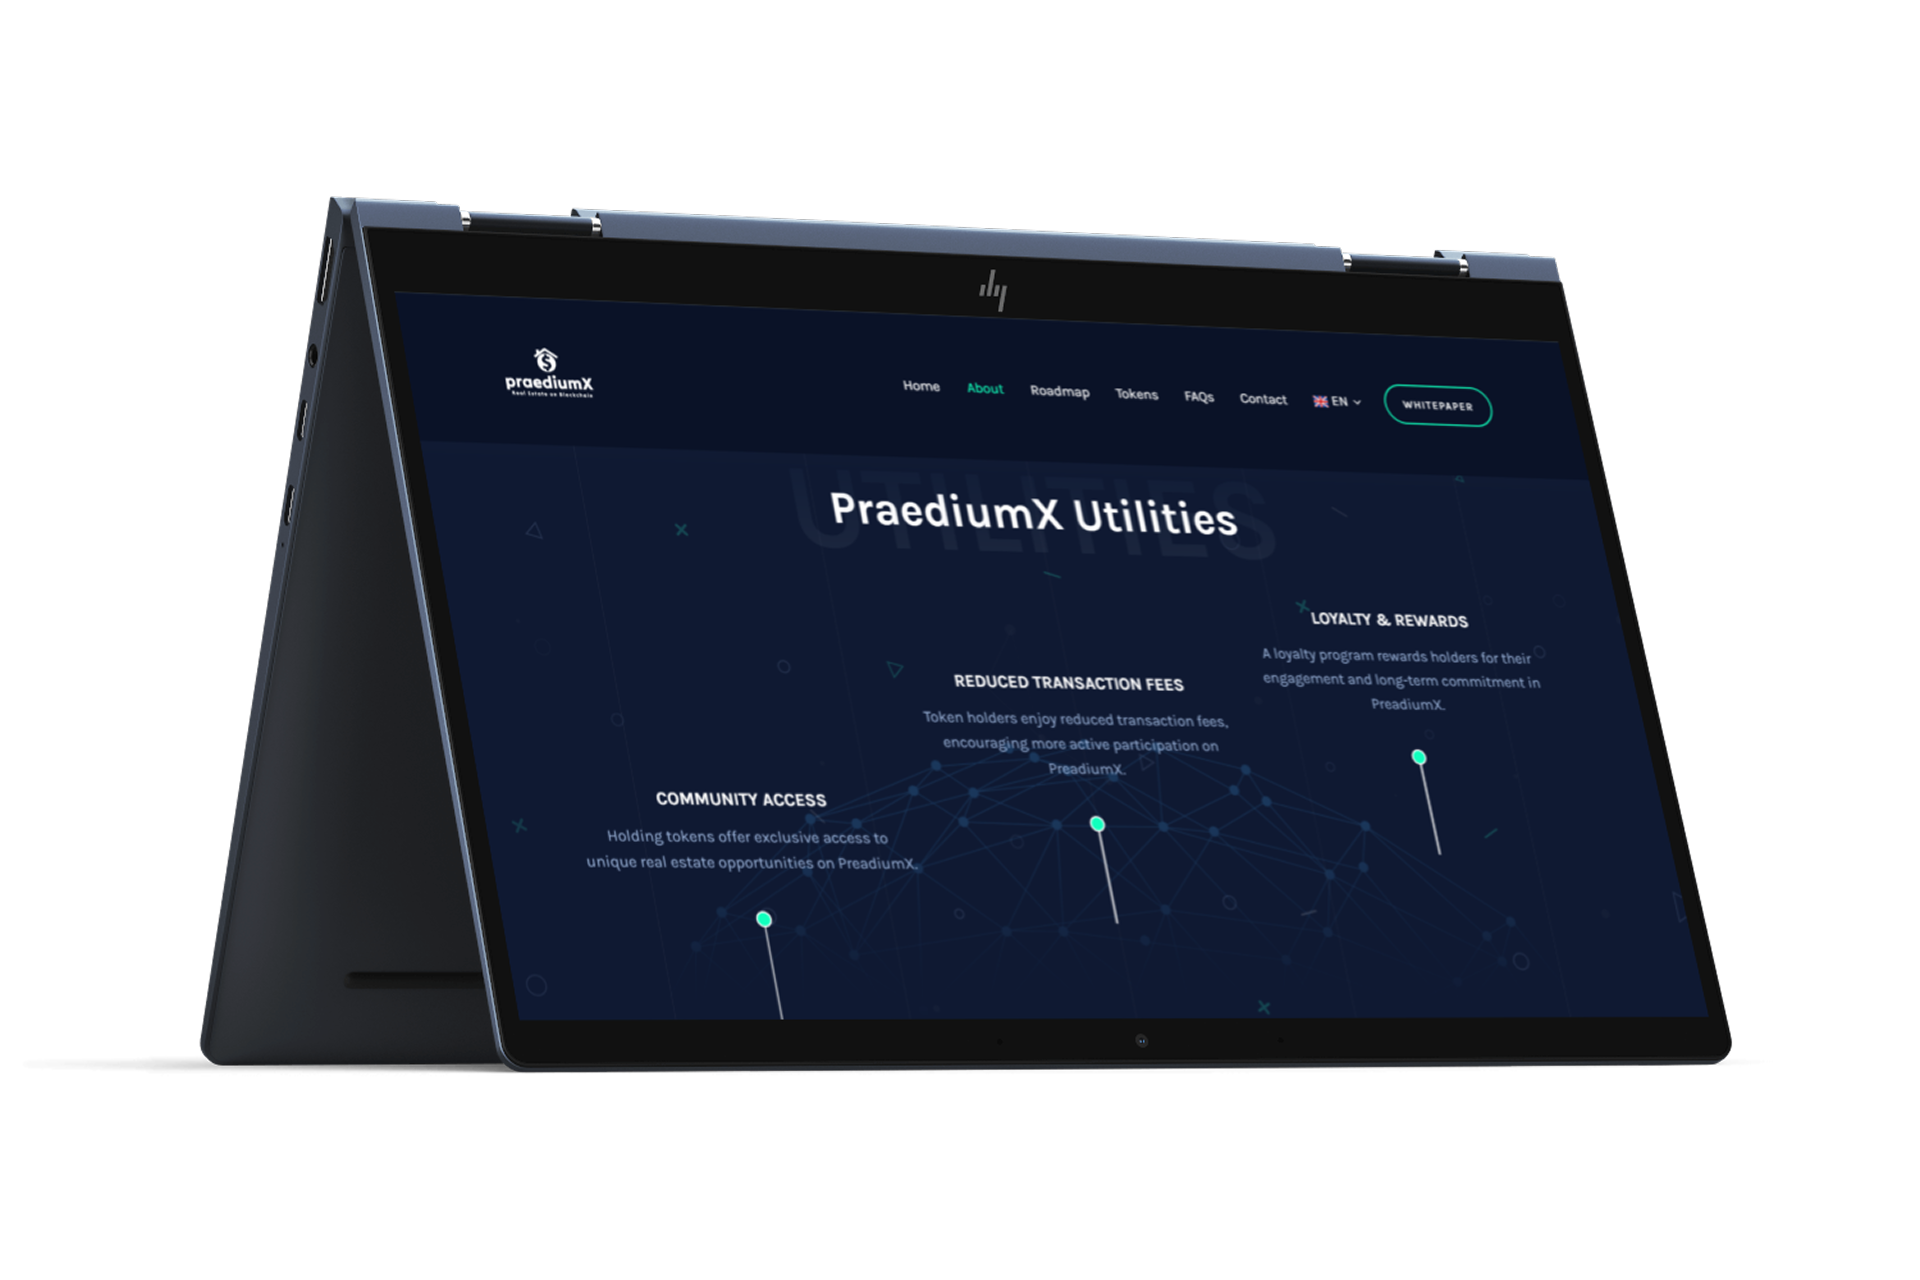 hp
praediumX
Real Estate on Blockchain
Home
About
Roadmap
Tokens
FAQs
Contact
EN
WHITEPAPER
UTILITIES
PraediumX Utilities
LOYALTY & REWARDS
A loyalty program rewards holders for their
engagement and long-term commitment in
PreadiumX.
REDUCED TRANSACTION FEES
Token holders enjoy reduced transaction fees,
encouraging more active participation on
PreadiumX.
COMMUNITY ACCESS
Holding tokens offer exclusive access to
unique real estate opportunities on PreadiumX.